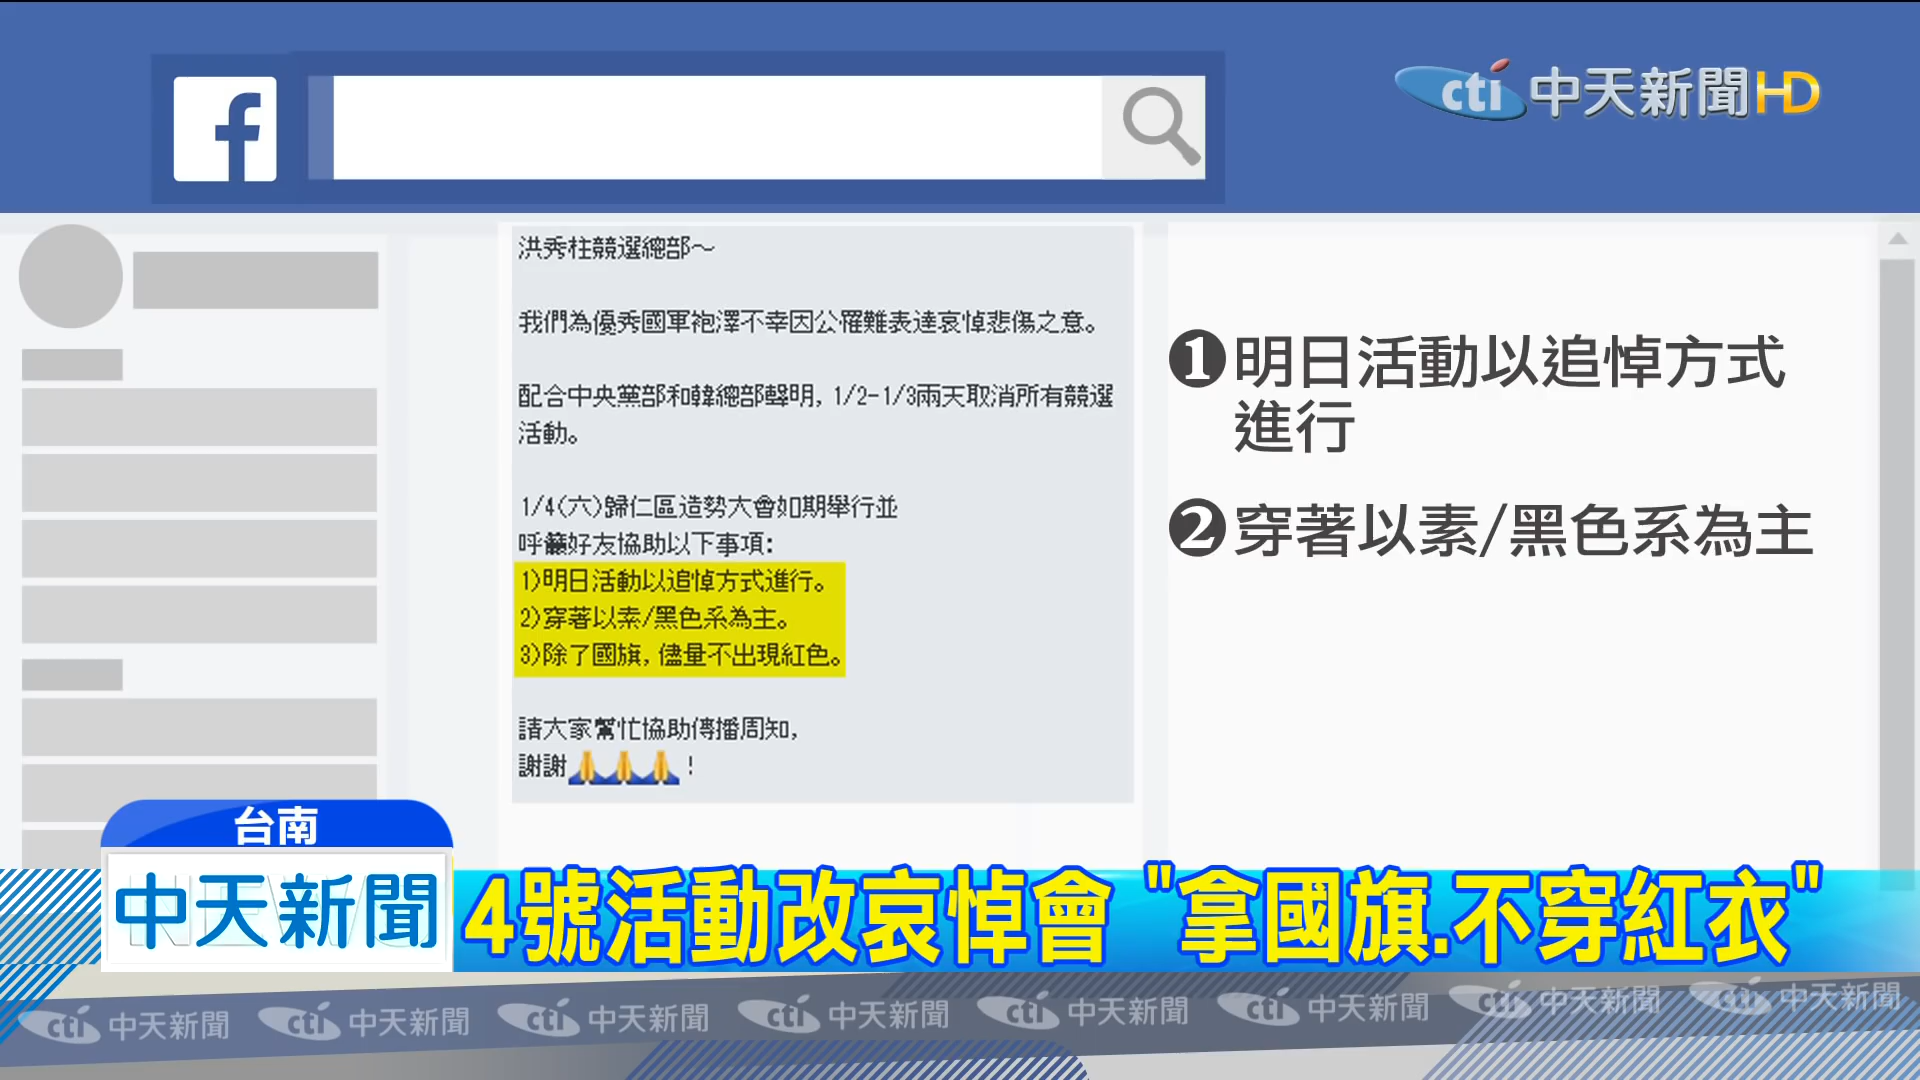 f
cti 中天新聞HD
洪秀柱競選總部～
我們為優秀國軍袍澤不幸因公罹難表達哀悼悲傷之意。
配合中央黨部和韓總部聲明，1/2-1/3兩天取消所有競選
活動。
1/4(六)歸仁區造勢大會如期舉行並
呼籲好友協助以下事項:
1)明日活動以追悼方式進行。
2)穿著以素/黑色系為主。
3)除了國旗，儘量不出現紅色。
請大家幫忙協助傳播周知，
謝謝🙏🙏🙏！
❶明日活動以追悼方式
進行
❷穿著以素/黑色系為主
台南
中天新聞
4號活動改哀悼會 "拿國旗.不穿紅衣"
cti 中天新聞 cti 中天新聞 cti 中天新聞 cti 中天新聞 cti 中天新聞 cti 中天新聞 cti 中天新聞 cti 中天新聞